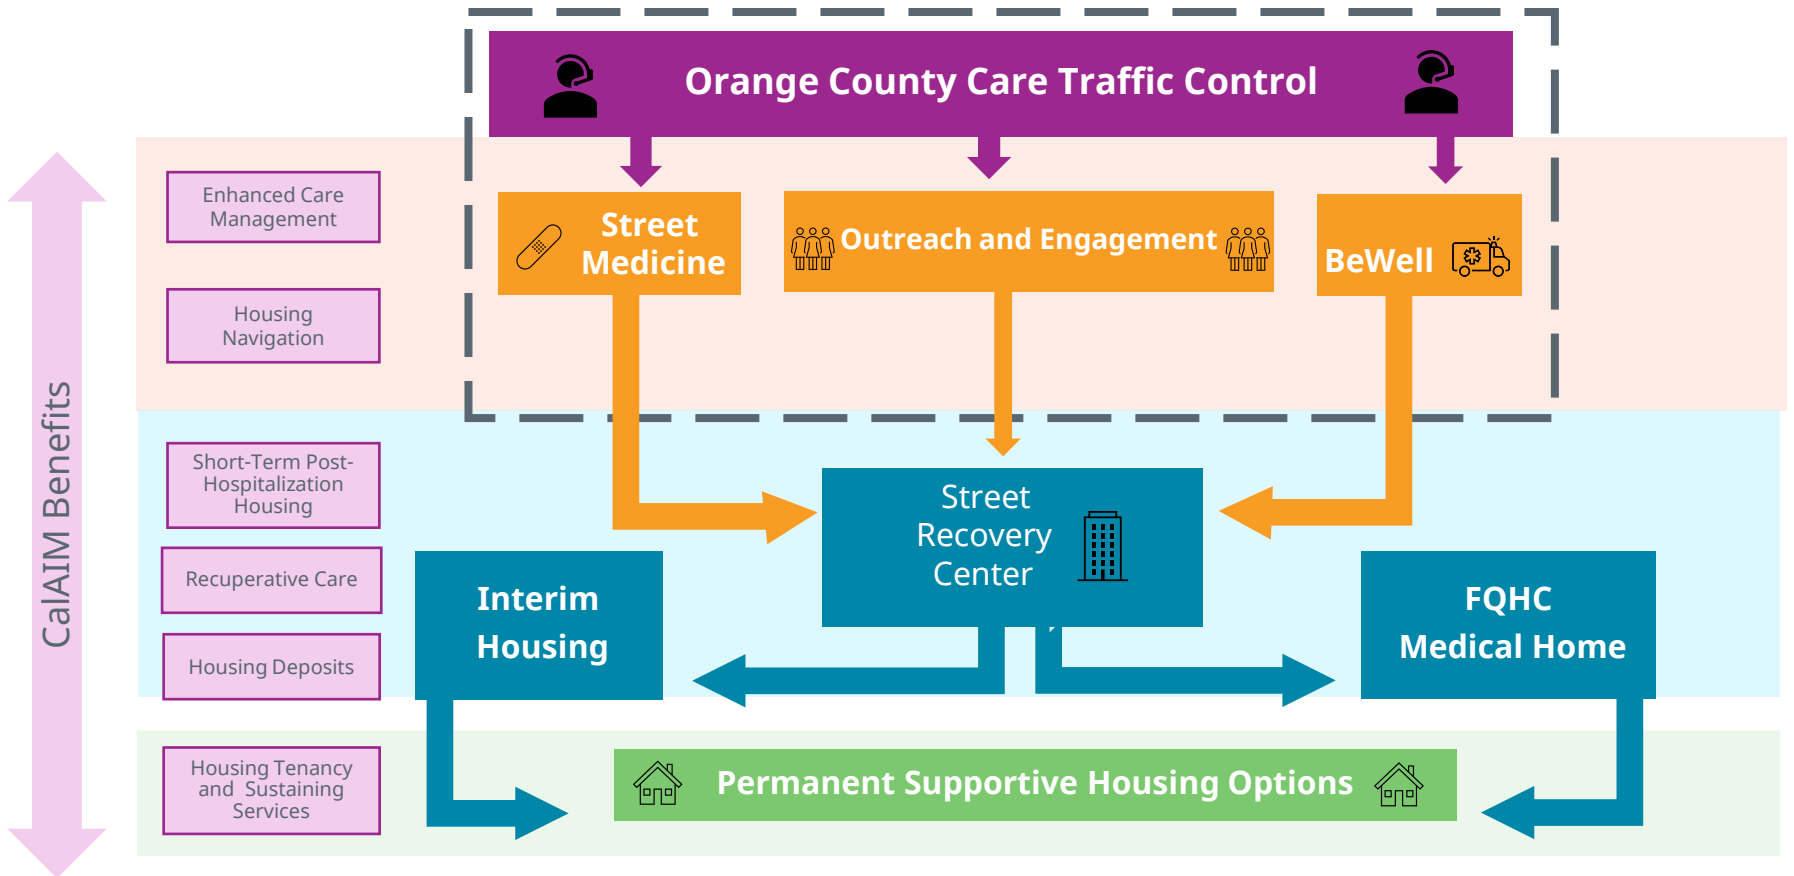 Orange County Care Traffic Control
Enhanced Care
Management
Street
Medicine
Outreach and Engagement
BeWell
Housing
Navigation
CalAIM Benefits
Short-Term Post-
Hospitalization
Housing
Street
Recovery
Center
Recuperative Care
Interim
Housing
FQHC
Medical Home
Housing Deposits
Housing Tenancy
and  Sustaining
Services
Permanent Supportive Housing Options